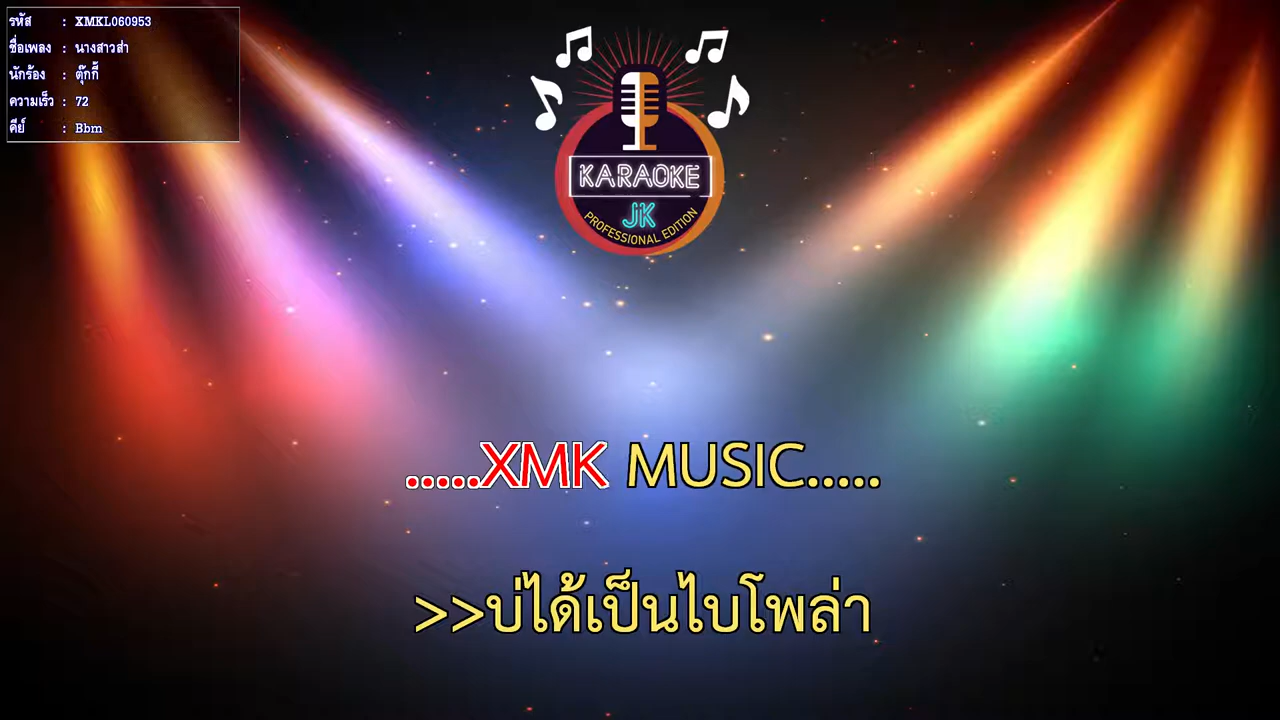 รหัส : XMKL060953
ชื่อเพลง : นางสาวส่ำ
นักร้อง : ตุ๊กกี้
ความเร็ว : 72
คีย์ : Bbm
KARAOKE
JK
PROFESSIONAL EDITION
.....XMK MUSIC.....
>>บ่ได้เป็นไบโพล่า